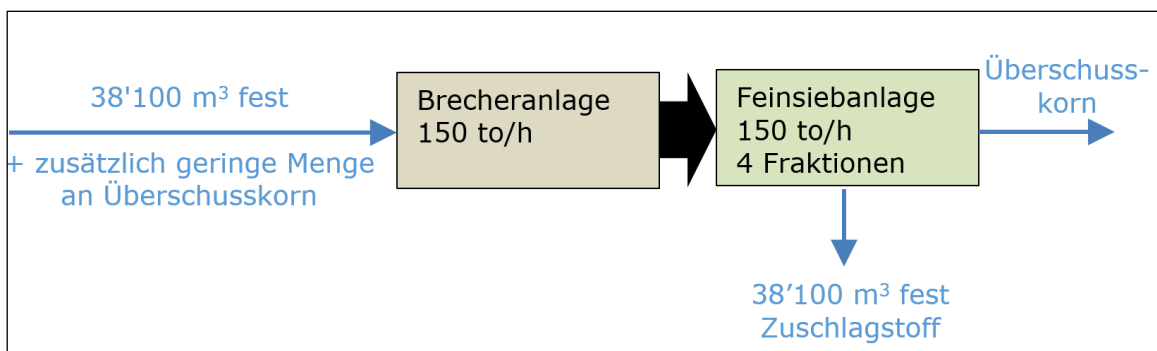 38'100 m³ fest
+ zusätzlich geringe Menge
an Überschusskorn
Brecheranlage
150 to/h
Feinsiebanlage
150 to/h
4 Fraktionen
Überschuss-
korn
38’100 m³ fest
Zuschlagstoff